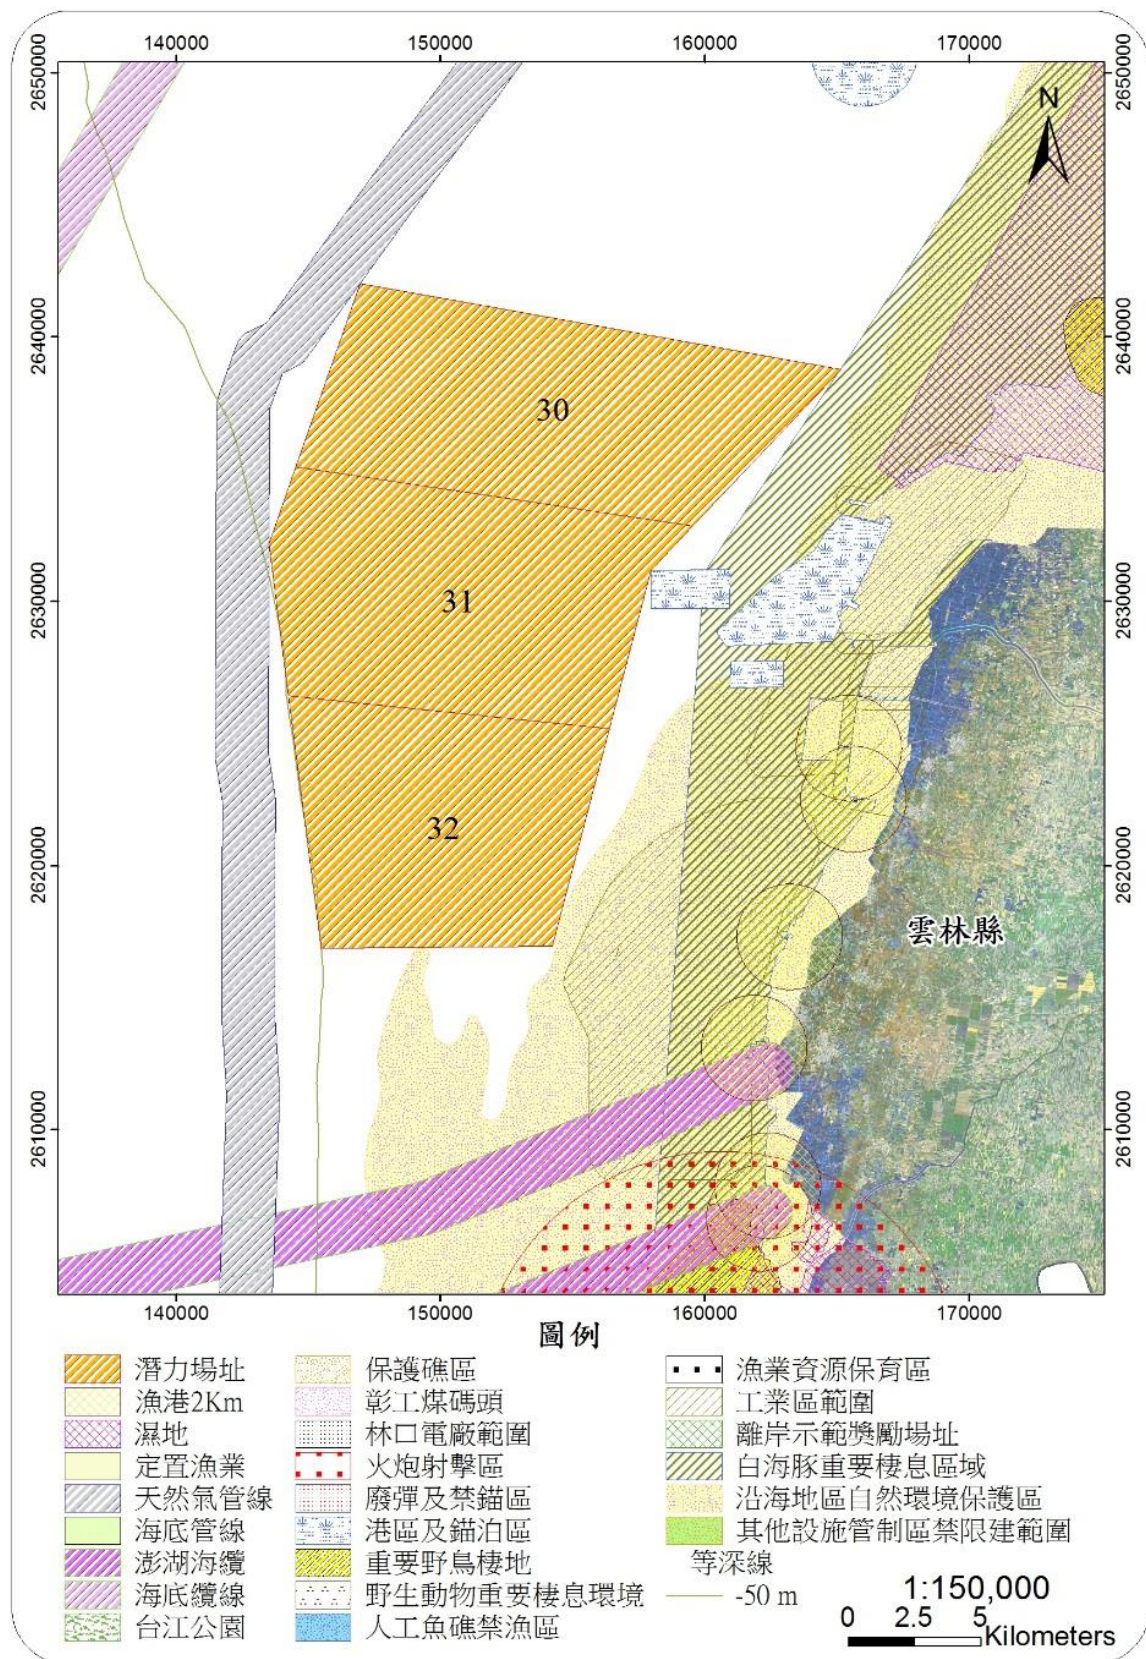 140000 150000 160000 170000
2650000 2650000
N
2640000 2640000
30
31
2630000 2630000
32
2620000 2620000
雲林縣
2610000 2610000
140000 150000 160000 170000
圖例
潛力場址
漁港2Km
濕地
定置漁業
天然氣管線
海底管線
澎湖海纜
海底纜線
台江公園
保護礁區
彰工煤碼頭
林口電廠範圍
火炮射擊區
廢彈及禁錨區
港區及錨泊區
重要野鳥棲地
野生動物重要棲息環境
人工魚礁禁漁區
漁業資源保育區
工業區範圍
離岸示範獎勵場址
白海豚重要棲息區域
沿海地區自然環境保護區
其他設施管制區禁限建範圍
等深線
-50 m
1:150,000
0 2.5 5
Kilometers